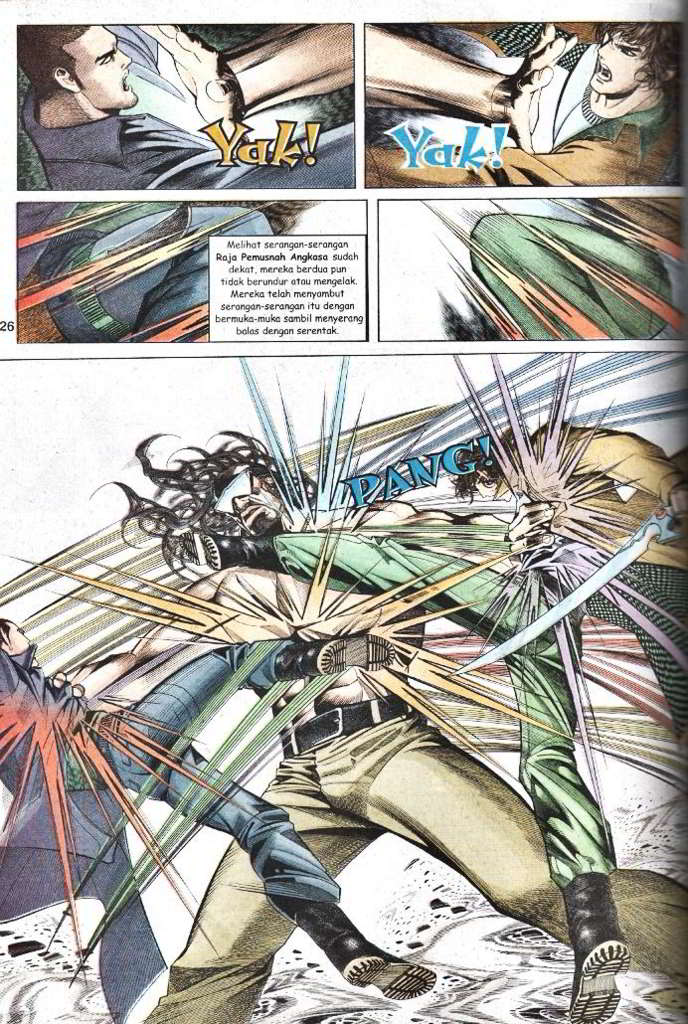 Yak!
Yak!
Melihat serangan-serangan
Raja Pemusnah Angkasa sudah
dekat, mereka berdua pun
tidak berundur atau mengelak.
Mereka telah menyambut
serangan-serangan itu dengan
bermuka-muka sambil menyerang
balas dengan serentak.
26
PANG!